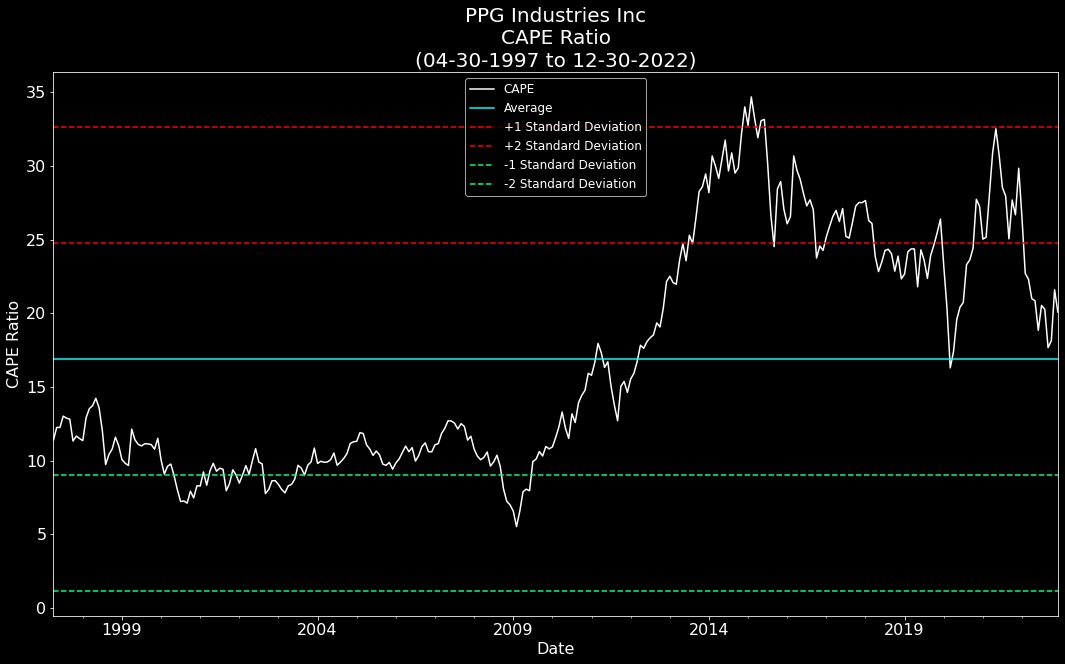 PPG Industries Inc
CAPE Ratio
(04-30-1997 to 12-30-2022)
CAPE
Average
+1 Standard Deviation
+2 Standard Deviation
-1 Standard Deviation
-2 Standard Deviation
35
30
25
20
15
10
5
0
CAPE Ratio
1999 2004 2009 2014 2019
Date